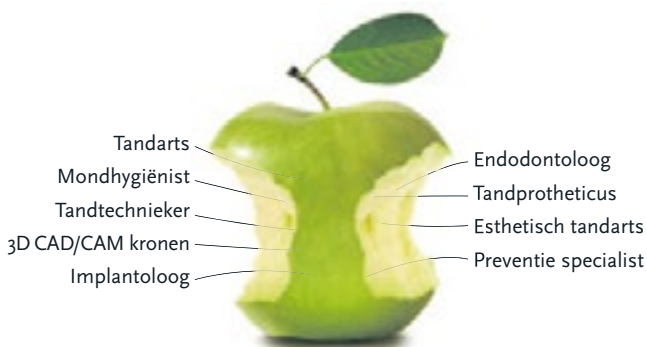 Tandarts
Mondhygiënist
Tandtechnieker
3D CAD/CAM kronen
Implantoloog
Endodontoloog
Tandprotheticus
Esthetisch tandarts
Preventie specialist